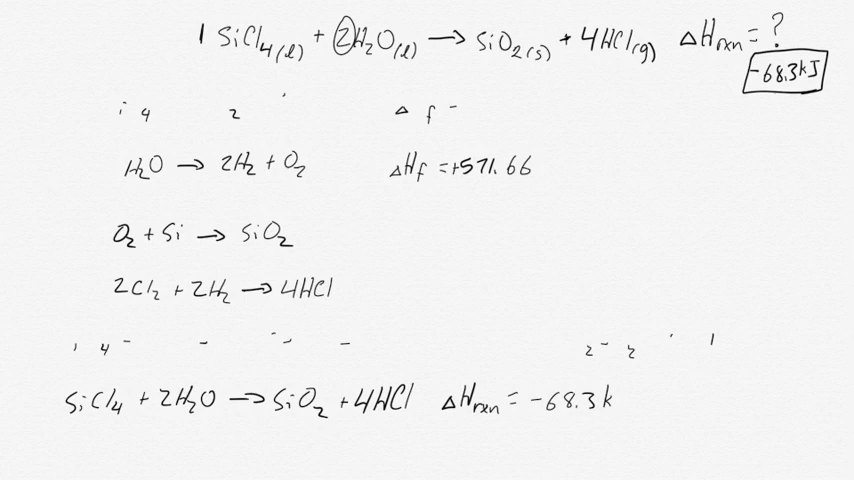 1 SiCl4(l) + 2H2O(l) → SiO2(s) + 4HCl(g) ΔHrxn = ?
-68.3kJ
H2O → 2H2 + O2 ΔHf = +571.66
O2 + Si → SiO2
2Cl2 + 2H2 → 4HCl
SiCl4 + 2H2O → SiO2 + 4HCl ΔHrxn = -68.3k